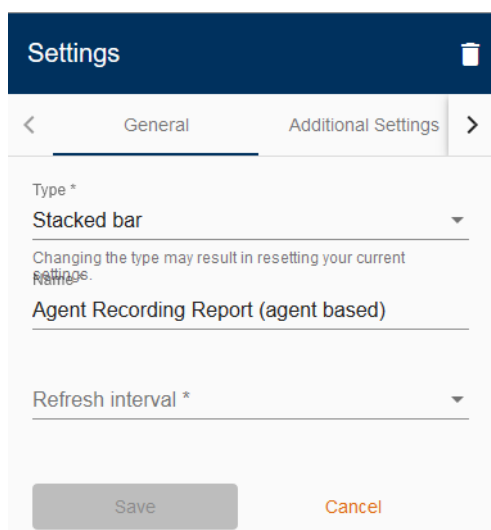 Settings
General
Additional Settings
Type *
Stacked bar
Changing the type may result in resetting your current
settings.
Name *
Agent Recording Report (agent based)
Refresh interval *
Save
Cancel